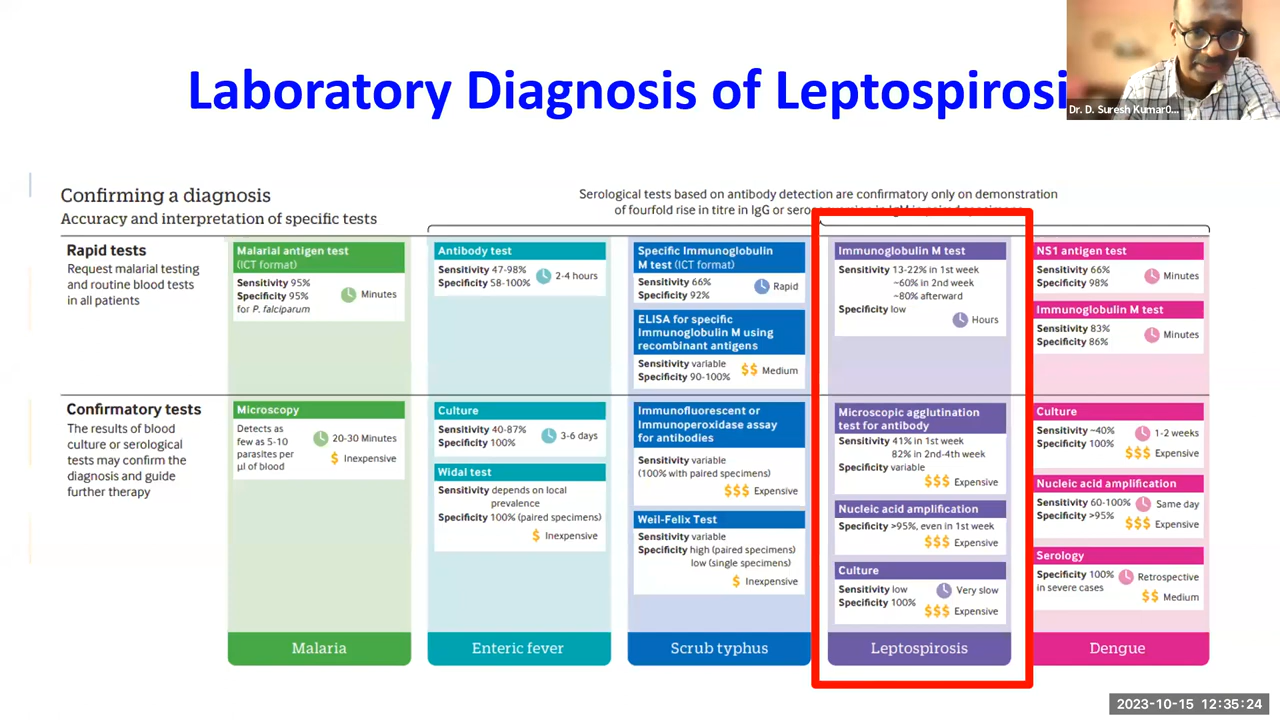 Laboratory Diagnosis of Leptospirosi
Dr. D. Suresh Kumar0...
Confirming a diagnosis
Accuracy and interpretation of specific tests
Serological tests based on antibody detection are confirmatory only on demonstration
of fourfold rise in titre in IgG or
Rapid tests
Request malarial testing
and routine blood tests
in all patients
Malarial antigen test
(ICT format)
Sensitivity 95%
Specificity 95%
for P. falciparum
Minutes
Antibody test
Sensitivity 47-98%
Specificity 58-100%
2-4 hours
Specific Immunoglobulin
M test (ICT format)
Sensitivity 66%
Specificity 92%
Rapid
ELISA for specific
Immunoglobulin M using
recombinant antigens
Sensitivity variable
Specificity 90-100%
$$ Medium
Immunoglobulin M test
Sensitivity 13-22% in 1st week
~60% in 2nd week
~80% afterward
Specificity low
Hours
NS1 antigen test
Sensitivity 66%
Specificity 98%
Minutes
Immunoglobulin M test
Sensitivity 83%
Specificity 86%
Minutes
Confirmatory tests
The results of blood
culture or serological
tests may confirm the
diagnosis and guide
further therapy
Microscopy
Detects as
few as 5-10
parasites per
µl of blood
20-30 Minutes
$ Inexpensive
Culture
Sensitivity 40-87%
Specificity 100%
3-6 days
Widal test
Sensitivity depends on local
prevalence
Specificity 100% (paired specimens)
$ Inexpensive
Immunofluorescent or
Immunoperoxidase assay
for antibodies
Sensitivity variable
(100% with paired specimens)
$$$ Expensive
Weil-Felix Test
Sensitivity variable
Specificity high (paired specimens)
low (single specimens)
$ Inexpensive
Microscopic agglutination
test for antibody
Sensitivity 41% in 1st week
82% in 2nd-4th week
Specificity variable
$$$ Expensive
Nucleic acid amplification
Specificity >95%, even in 1st week
$$$ Expensive
Culture
Sensitivity low
Specificity 100%
Very slow
$$$ Expensive
Culture
Sensitivity ~40%
Specificity 100%
1-2 weeks
$$$ Expensive
Nucleic acid amplification
Sensitivity 60-100%
Specificity >95%
Same day
$$$ Expensive
Serology
Specificity 100%
in severe cases
Retrospective
$$ Medium
Malaria
Enteric fever
Scrub typhus
Leptospirosis
Dengue
2023-10-15 12:35:24